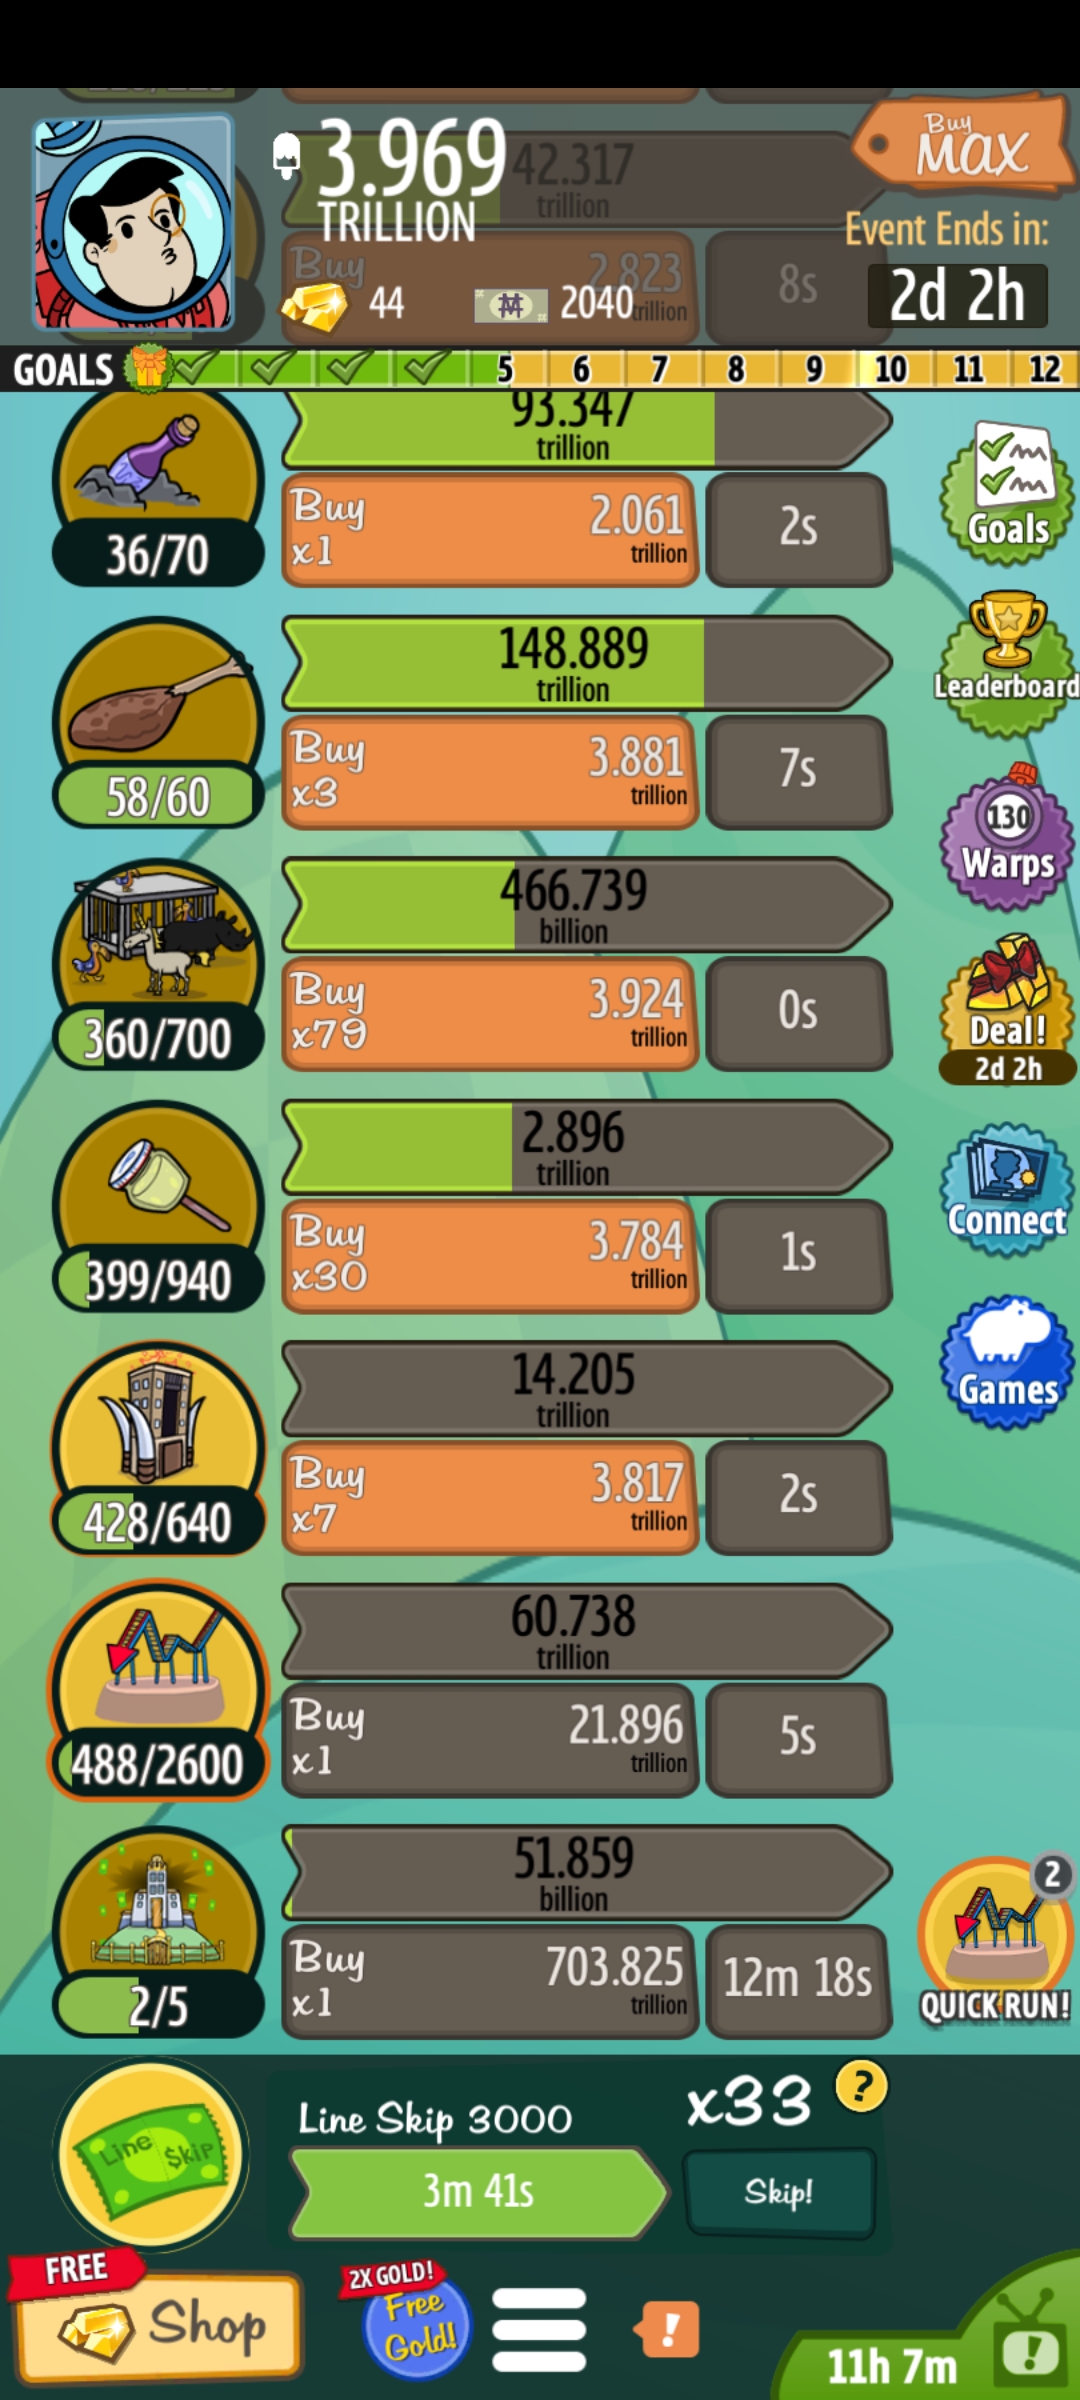 3.969
TRILLION
42.317
trillion
Buy
MAX
Event Ends in:
2d 2h
Buy
2.823
trillion
8s
44
2040
GOALS 5 6 7 8 9 10 11 12
93.347
trillion
36/70
Buy
x1
2.061
trillion
2s
Goals
148.889
trillion
58/60
Buy
x3
3.881
trillion
7s
Leaderboard
130
Warps
466.739
billion
360/700
Buy
x79
3.924
trillion
0s
Deal!
2d 2h
2.896
trillion
399/940
Buy
x30
3.784
trillion
1s
Connect
14.205
trillion
428/640
Buy
x7
3.817
trillion
2s
Games
60.738
trillion
488/2600
Buy
x1
21.896
trillion
5s
51.859
billion
2/5
Buy
x1
703.825
trillion
12m 18s
2
QUICK RUN!
Line $kip
Line Skip 3000
3m 41s
x33
?
Skip!
FREE
Shop
2X GOLD!
Free
Gold!
!
11h 7m
!